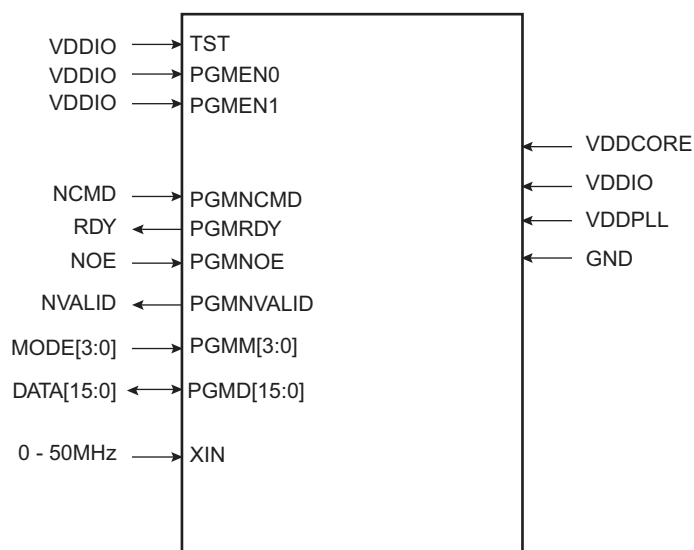 VDDIO TST
VDDIO PGMEN0
VDDIO PGMEN1
VDDCORE
VDDIO
NCMD PGMNCMD
VDDPLL
RDY PGMRDY
GND
NOE PGMNOE
NVALID PGMNVALID
MODE[3:0] PGMM[3:0]
DATA[15:0] PGMD[15:0]
0 - 50MHz XIN